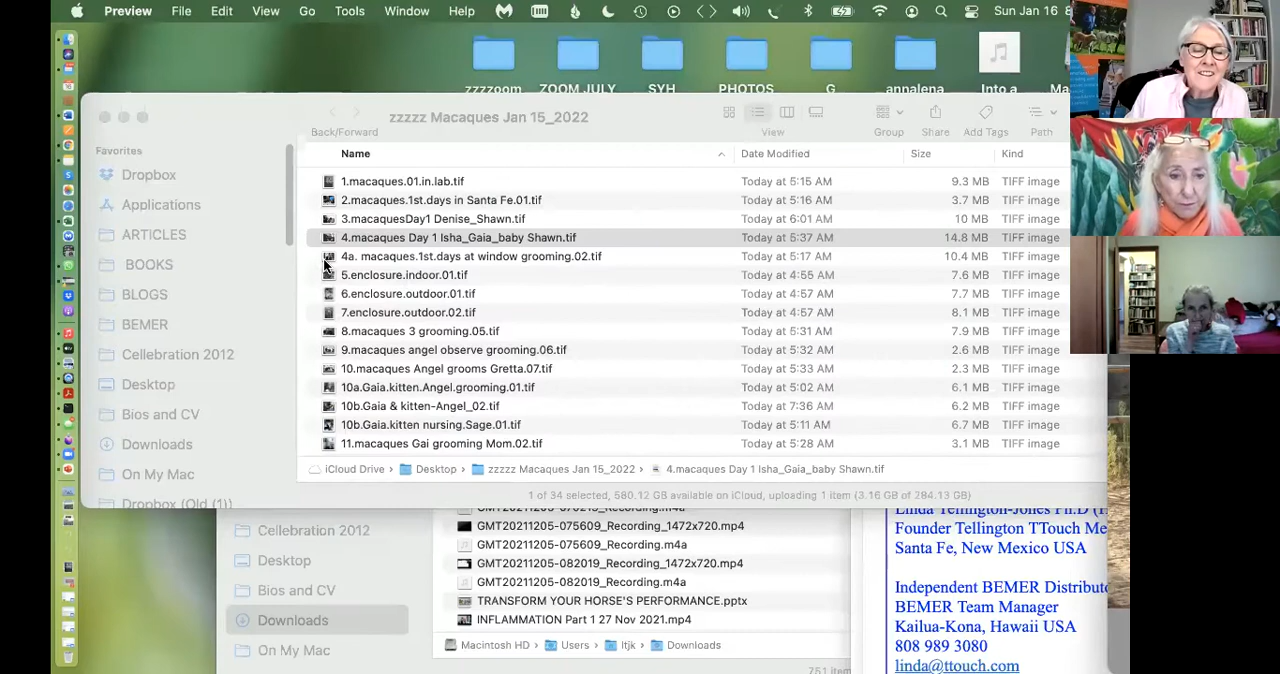 Preview File Edit View Go Tools Window Help Sun Jan 16 8
zzzzoom ZOOM JULY SYH PHOTOS G annalena Into a
zzzzz Macaques Jan 15_2022
Back/Forward View Group Share Add Tags Path
Favorites
Dropbox
Applications
ARTICLES
BOOKS
BLOGS
BEMER
Cellebration 2012
Desktop
Bios and CV
Downloads
On My Mac
Dropbox (Old (1))
Name Date Modified Size Kind
1.macaques.01.in.lab.tif Today at 5:15 AM 9.3 MB TIFF image
2.macaques.1st.days in Santa Fe.01.tif Today at 5:16 AM 3.7 MB TIFF image
3.macaquesDay1 Denise_Shawn.tif Today at 6:01 AM 10 MB TIFF image
4.macaques Day 1 Isha_Gaia_baby Shawn.tif Today at 5:37 AM 14.8 MB TIFF image
4a. macaques.1st.days at window grooming.02.tif Today at 5:17 AM 10.4 MB TIFF image
5.enclosure.indoor.01.tif Today at 4:55 AM 7.6 MB TIFF image
6.enclosure.outdoor.01.tif Today at 4:57 AM 7.7 MB TIFF image
7.enclosure.outdoor.02.tif Today at 4:57 AM 8.1 MB TIFF image
8.macaques 3 grooming.05.tif Today at 5:31 AM 7.9 MB TIFF image
9.macaques angel observe grooming.06.tif Today at 5:32 AM 2.6 MB TIFF image
10.macaques Angel grooms Gretta.07.tif Today at 5:33 AM 2.3 MB TIFF image
10a.Gaia.kitten.Angel.grooming.01.tif Today at 5:02 AM 6.1 MB TIFF image
10b.Gaia & kitten-Angel_02.tif Today at 7:36 AM 6.2 MB TIFF image
10b.Gaia.kitten nursing.Sage.01.tif Today at 5:11 AM 6.7 MB TIFF image
11.macaques Gai grooming Mom.02.tif Today at 5:28 AM 3.1 MB TIFF image
iCloud Drive › Desktop › zzzzz Macaques Jan 15_2022 › 4.macaques Day 1 Isha_Gaia_baby Shawn.tif
1 of 34 selected, 580.12 GB available on iCloud, uploading 1 item (3.16 GB of 284.13 GB)
Cellebration 2012
Desktop
Bios and CV
Downloads
On My Mac
GMT20211205-075609_Recording_1472x720.mp4
GMT20211205-075609_Recording.m4a
GMT20211205-082019_Recording_1472x720.mp4
GMT20211205-082019_Recording.m4a
TRANSFORM YOUR HORSE'S PERFORMANCE.pptx
INFLAMMATION Part 1 27 Nov 2021.mp4
Macintosh HD › Users › ltjk › Downloads
751 item
Linda Tellington-Jones Ph.D (
Founder Tellington TTouch Me
Santa Fe, New Mexico USA
Independent BEMER Distribut
BEMER Team Manager
Kailua-Kona, Hawaii USA
808 989 3080
linda@ttouch.com